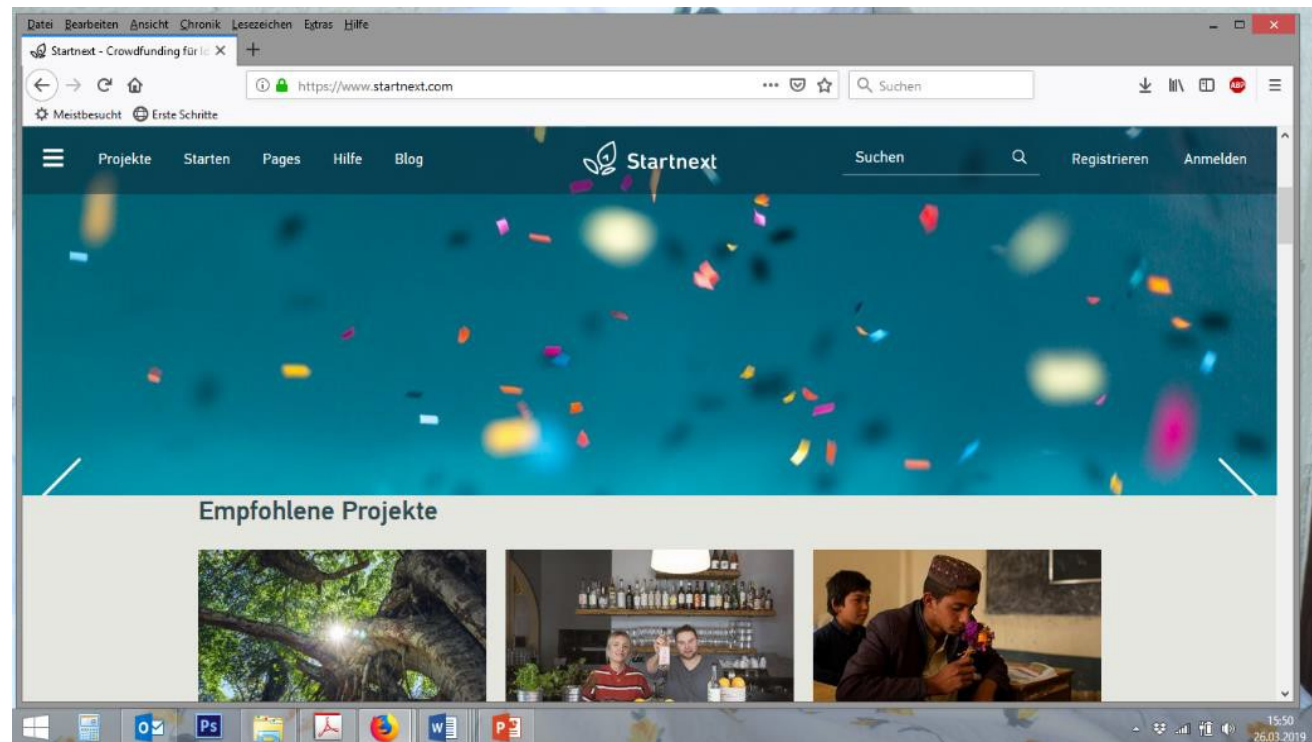 Datei Bearbeiten Ansicht Chronik Lesezeichen Extras Hilfe
Startnext - Crowdfunding für
https://www.startnext.com
Suchen
Meistbesucht Erste Schritte
Projekte Starten Pages Hilfe Blog
Startnext
Suchen
Registrieren Anmelden
Empfohlene Projekte
15:50
26.03.2019